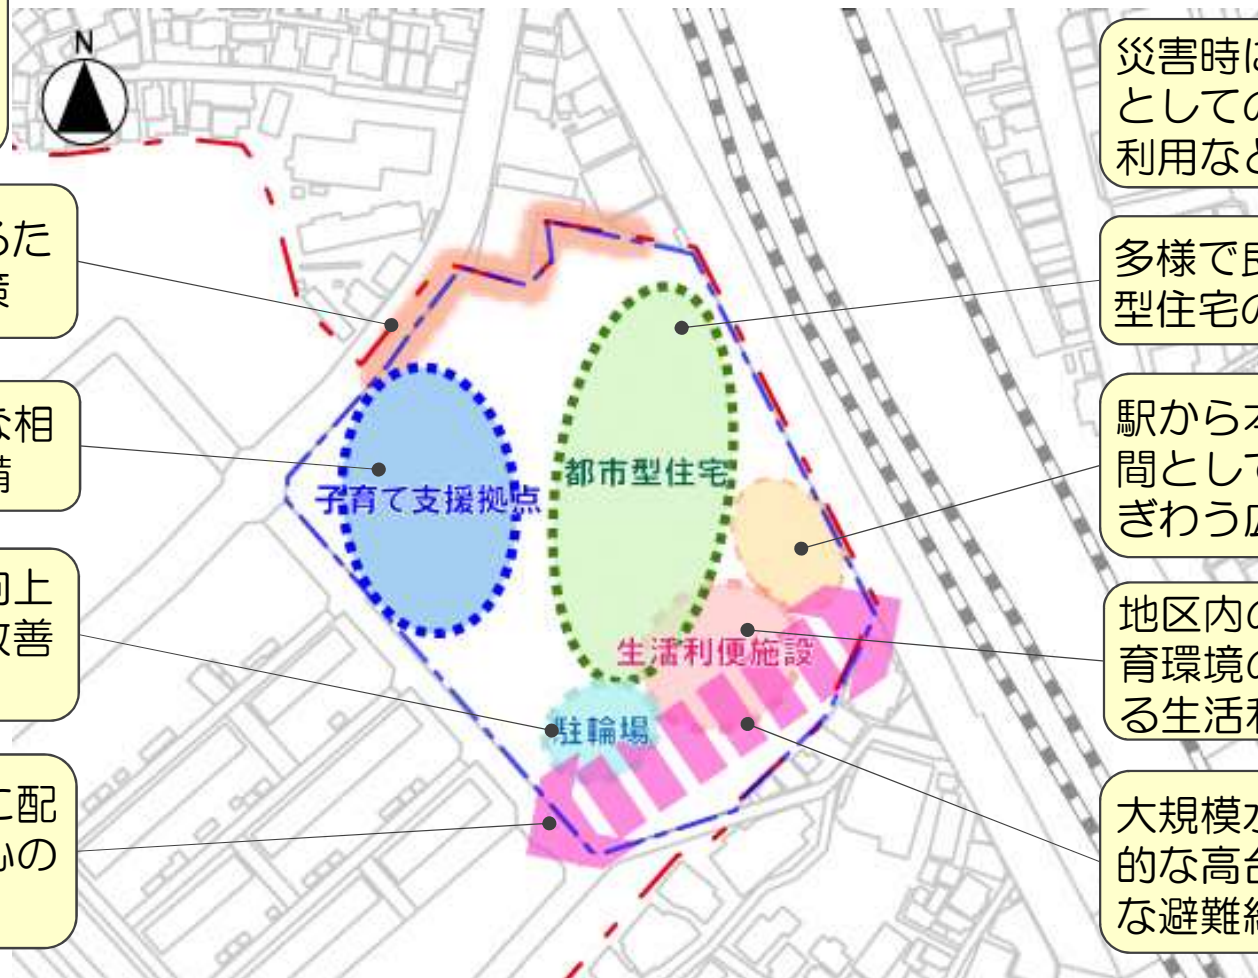 N
るた
策
な相
備
向上
改善
に配
心の
子育て支援拠点
都市型住宅
生活利便施設
駐輪場
災害時に
としての
利用など
多様で良
型住宅の
駅から本
間として
ぎわう広
地区内の
育環境の
る生活利
大規模水
的な高台
な避難経